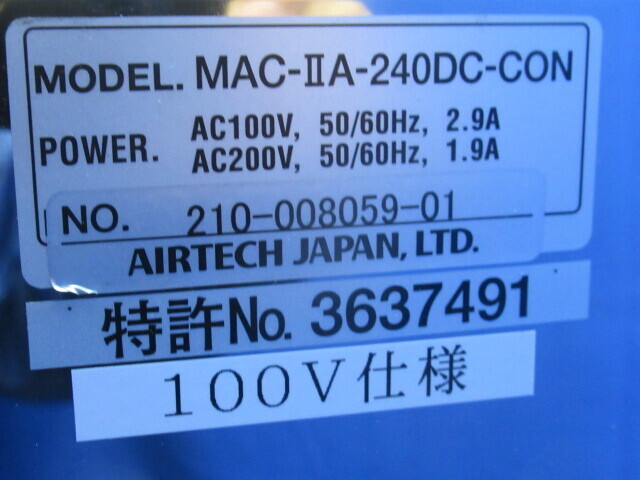 MODEL. MAC-ⅡA-240DC-CON
POWER. AC100V, 50/60Hz, 2.9A
AC200V, 50/60Hz, 1.9A
NO. 210-008059-01
AIRTECH JAPAN, LTD.
特許No. 3637491
100V仕様